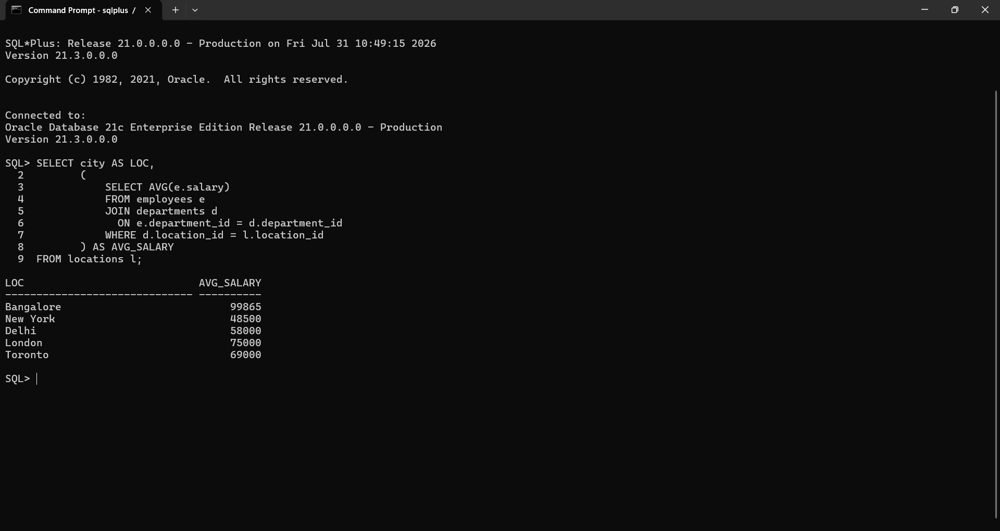 Command Prompt - sqlplus /
SQL*Plus: Release 21.0.0.0.0 - Production on Fri Jul 31 10:49:15 2026
Version 21.3.0.0.0
Copyright (c) 1982, 2021, Oracle.  All rights reserved.
Connected to:
Oracle Database 21c Enterprise Edition Release 21.0.0.0.0 - Production
Version 21.3.0.0.0
SQL> SELECT city AS LOC,
  2         (
  3             SELECT AVG(e.salary)
  4             FROM employees e
  5             JOIN departments d
  6               ON e.department_id = d.department_id
  7             WHERE d.location_id = l.location_id
  8         ) AS AVG_SALARY
  9  FROM locations l;
LOC                            AVG_SALARY
------------------------------ ----------
Bangalore                           99865
New York                            48500
Delhi                               58000
London                              75000
Toronto                             69000
SQL>